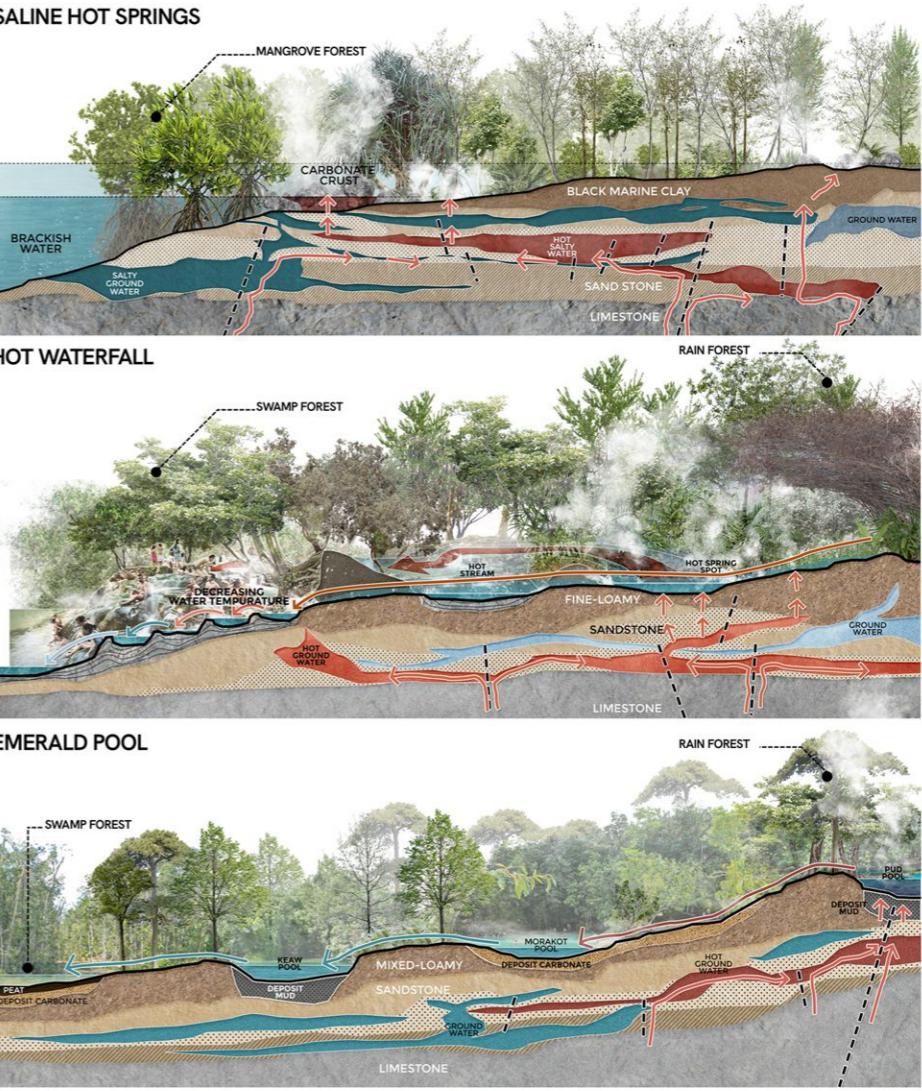 SALINE HOT SPRINGS
MANGROVE FOREST
CARBONATE
CRUST
BLACK MARINE CLAY
GROUND WATER
BRACKISH
WATER
HOT
SALTY
WATER
SALTY
GROUND
WATER
SAND STONE
LIMESTONE
HOT WATERFALL
RAIN FOREST
SWAMP FOREST
HOT
STREAM
HOT SPRING
SPOT
DECREASING
WATER TEMPURATURE
FINE-LOAMY
SANDSTONE
GROUND
WATER
HOT
GROUND
WATER
LIMESTONE
EMERALD POOL
RAIN FOREST
SWAMP FOREST
PUD
POOL
DEPOSIT
MUD
MORAKOT
POOL
KEAW
POOL
MIXED-LOAMY
DEPOSIT CARBONATE
HOT
GROUND
WATER
PEAT
DEPOSIT CARBONATE
DEPOSIT
MUD
SANDSTONE
GROUND
WATER
LIMESTONE